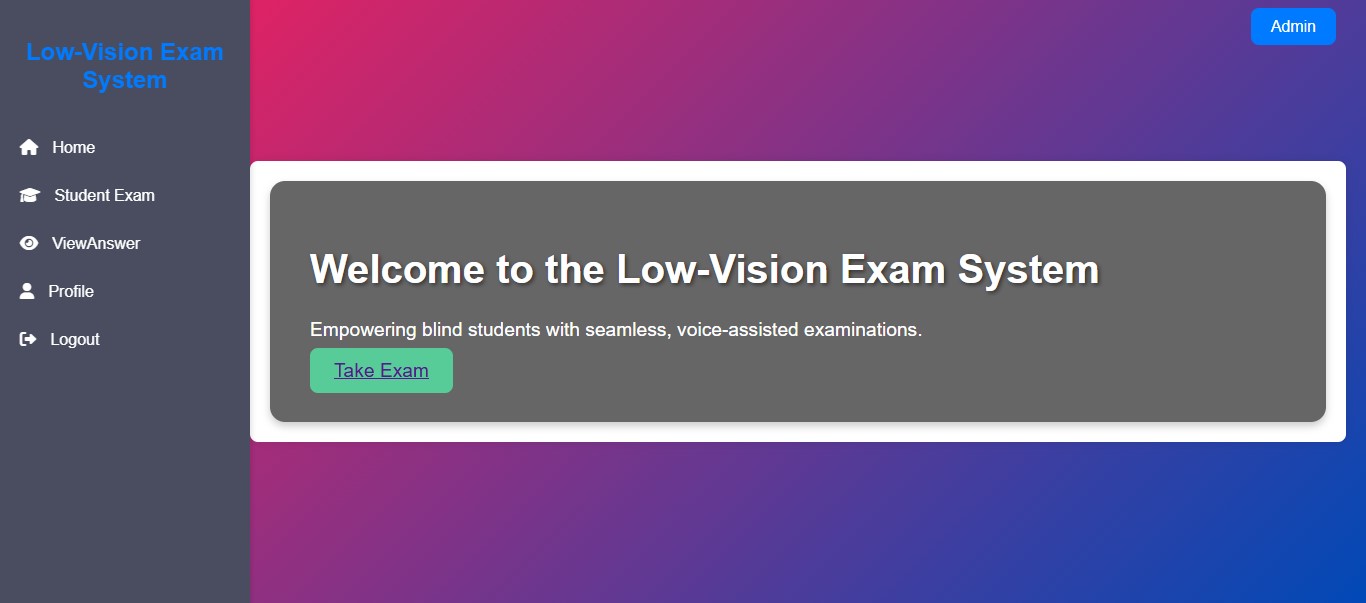 Low-Vision Exam
System
Home
Student Exam
ViewAnswer
Profile
Logout
Admin
Welcome to the Low-Vision Exam System
Empowering blind students with seamless, voice-assisted examinations.
Take Exam